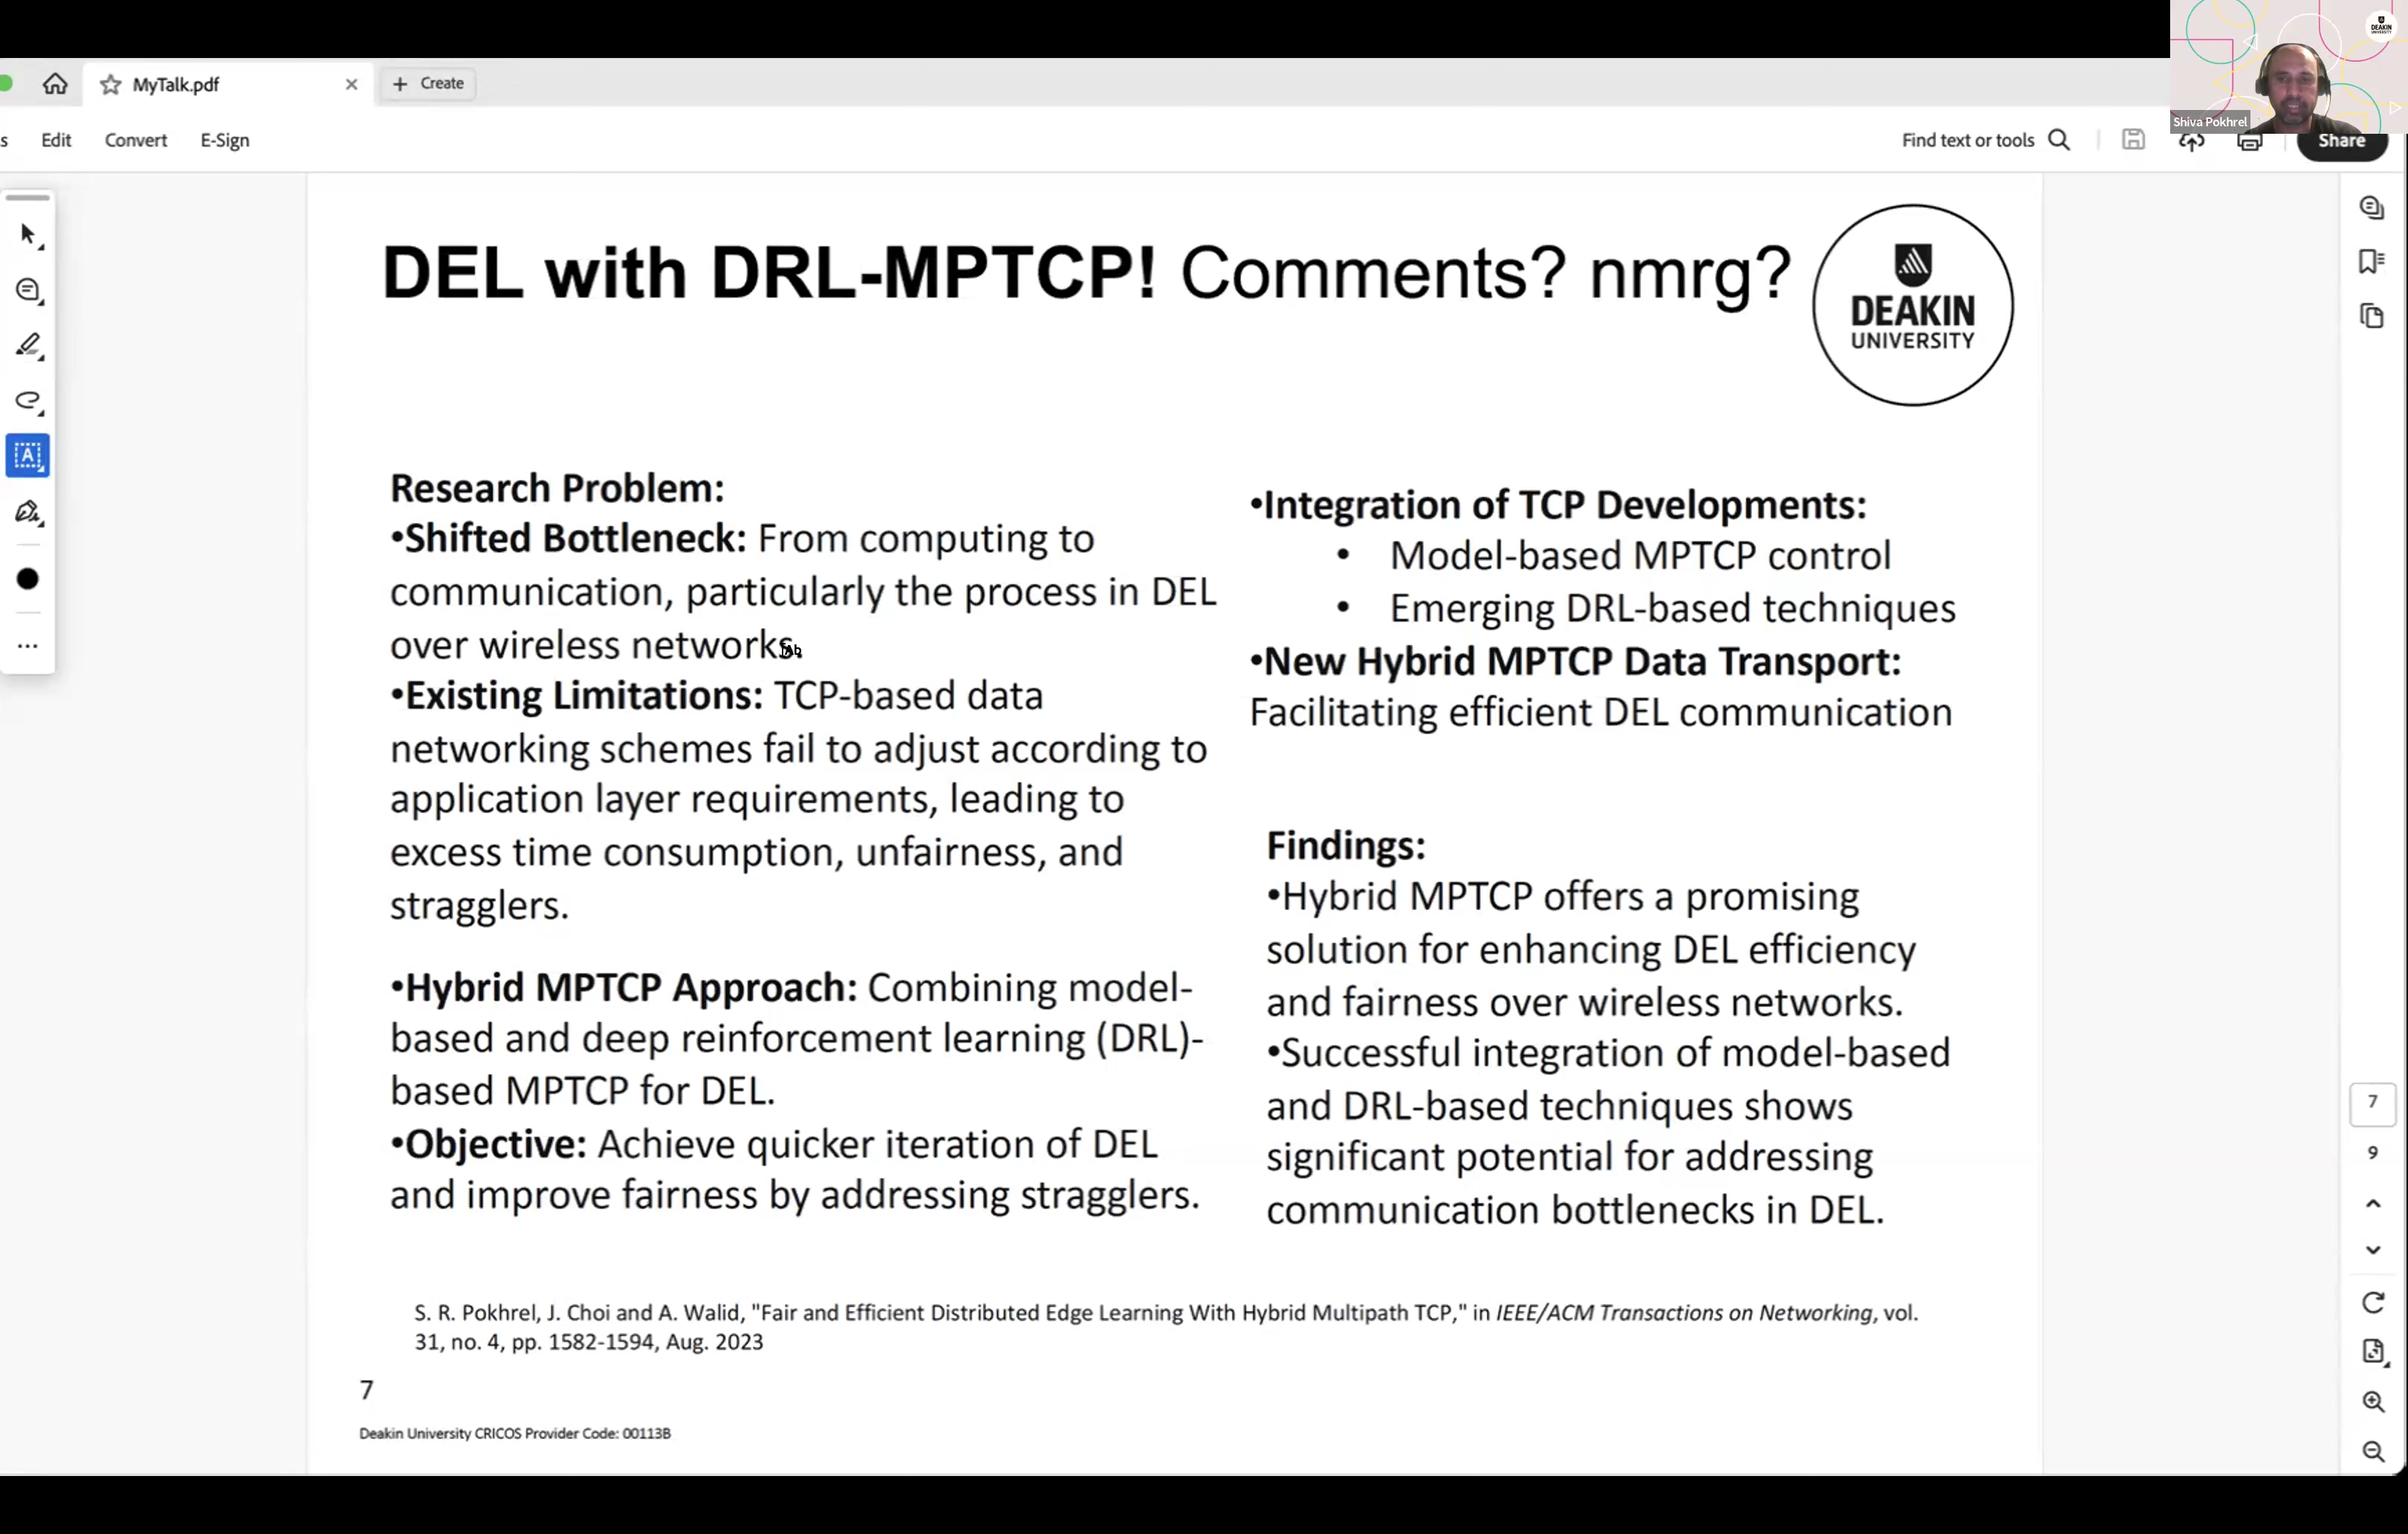 DEAKIN
UNIVERSITY
Shiva Pokhrel
MyTalk.pdf
Create
s
Edit
Convert
E-Sign
Find text or tools
Share
DEL with DRL-MPTCP! Comments? nmrg?
DEAKIN
UNIVERSITY
Research Problem:
•Shifted Bottleneck: From computing to
communication, particularly the process in DEL
over wireless networks.
•Existing Limitations: TCP-based data
networking schemes fail to adjust according to
application layer requirements, leading to
excess time consumption, unfairness, and
stragglers.
•Hybrid MPTCP Approach: Combining model-
based and deep reinforcement learning (DRL)-
based MPTCP for DEL.
•Objective: Achieve quicker iteration of DEL
and improve fairness by addressing stragglers.
•Integration of TCP Developments:
• Model-based MPTCP control
• Emerging DRL-based techniques
•New Hybrid MPTCP Data Transport:
Facilitating efficient DEL communication
Findings:
•Hybrid MPTCP offers a promising
solution for enhancing DEL efficiency
and fairness over wireless networks.
•Successful integration of model-based
and DRL-based techniques shows
significant potential for addressing
communication bottlenecks in DEL.
S. R. Pokhrel, J. Choi and A. Walid, "Fair and Efficient Distributed Edge Learning With Hybrid Multipath TCP," in IEEE/ACM Transactions on Networking, vol.
31, no. 4, pp. 1582-1594, Aug. 2023
7
Deakin University CRICOS Provider Code: 00113B
7
9